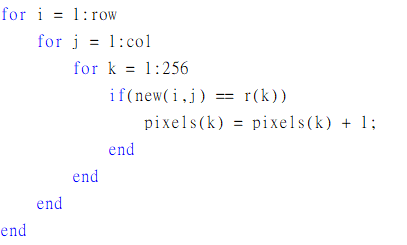 for i = 1:row
    for j = 1:col
        for k = 1:256
            if(new(i,j) == r(k))
                pixels(k) = pixels(k) + 1;
            end
        end
    end
end